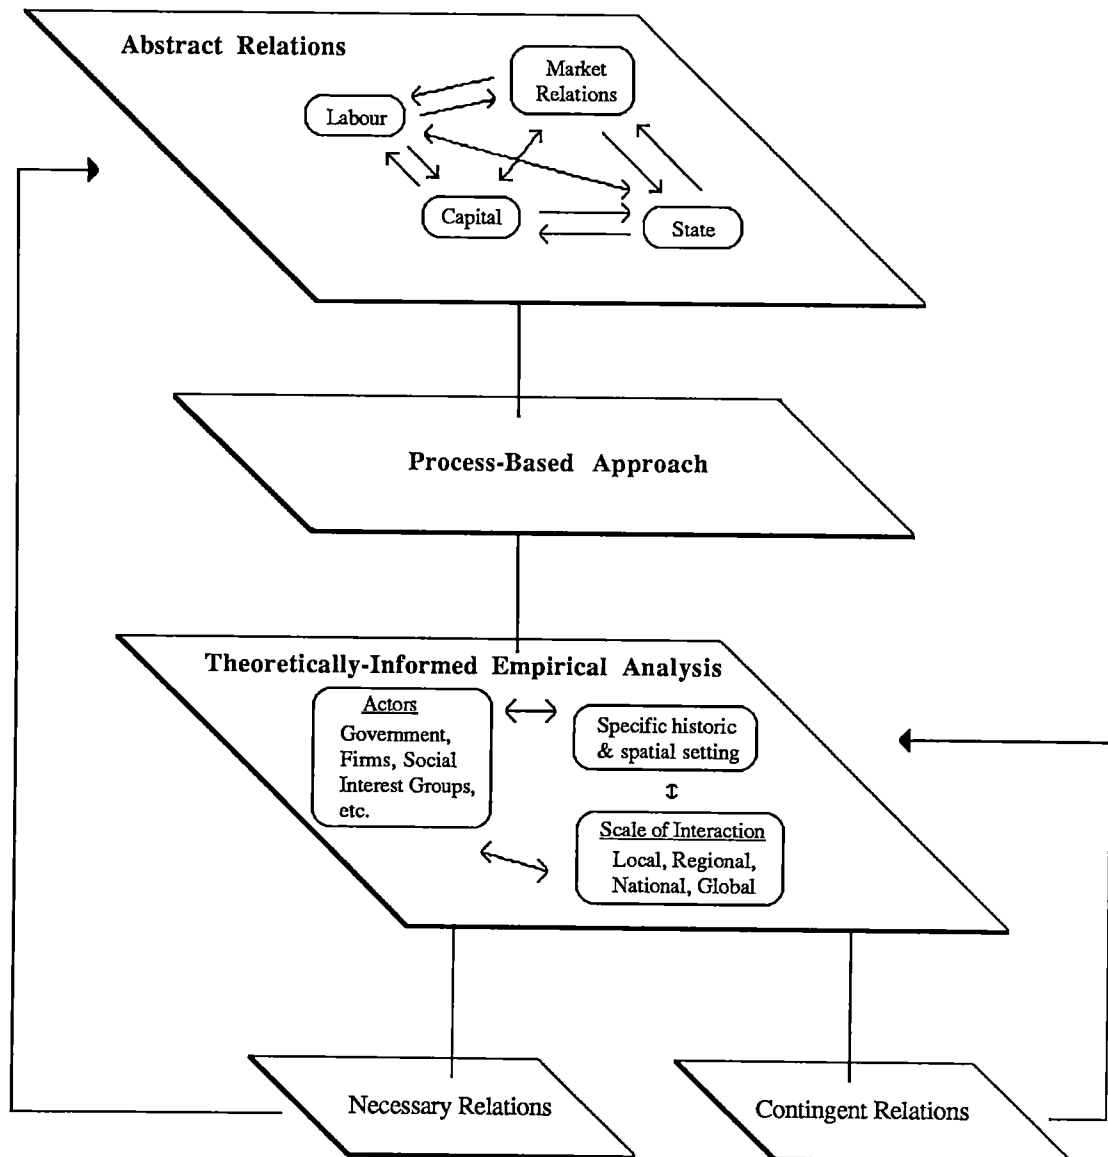 Abstract Relations
Market
Relations
Labour
Capital
State
Process-Based Approach
Theoretically-Informed Empirical Analysis
Actors
Government,
Firms, Social
Interest Groups,
etc.
Specific historic
& spatial setting
Scale of Interaction
Local, Regional,
National, Global
Necessary Relations
Contingent Relations